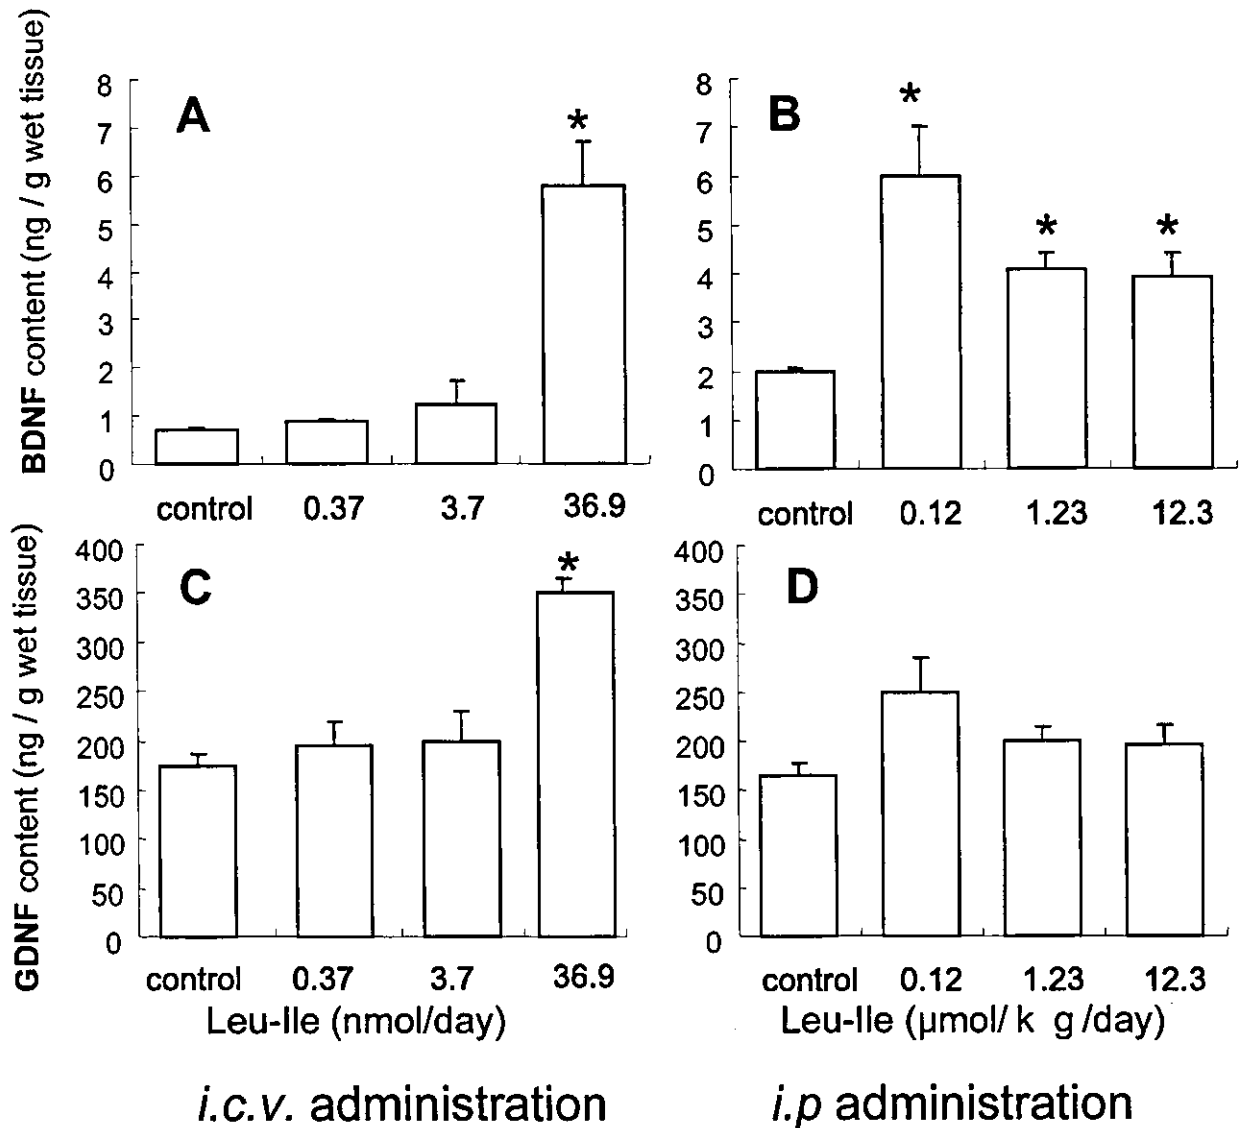 BDNF content (ng / g wet tissue)
A
*
8
7
6
5
4
3
2
1
0
control 0.37 3.7 36.9
B
*
*
*
8
7
6
5
4
3
2
1
0
control 0.12 1.23 12.3
GDNF content (ng / g wet tissue)
C
*
400
350
300
250
200
150
100
50
0
control 0.37 3.7 36.9
Leu-Ile (nmol/day)
D
400
350
300
250
200
150
100
50
0
control 0.12 1.23 12.3
Leu-Ile (μmol/ k g /day)
i.c.v. administration
i.p administration